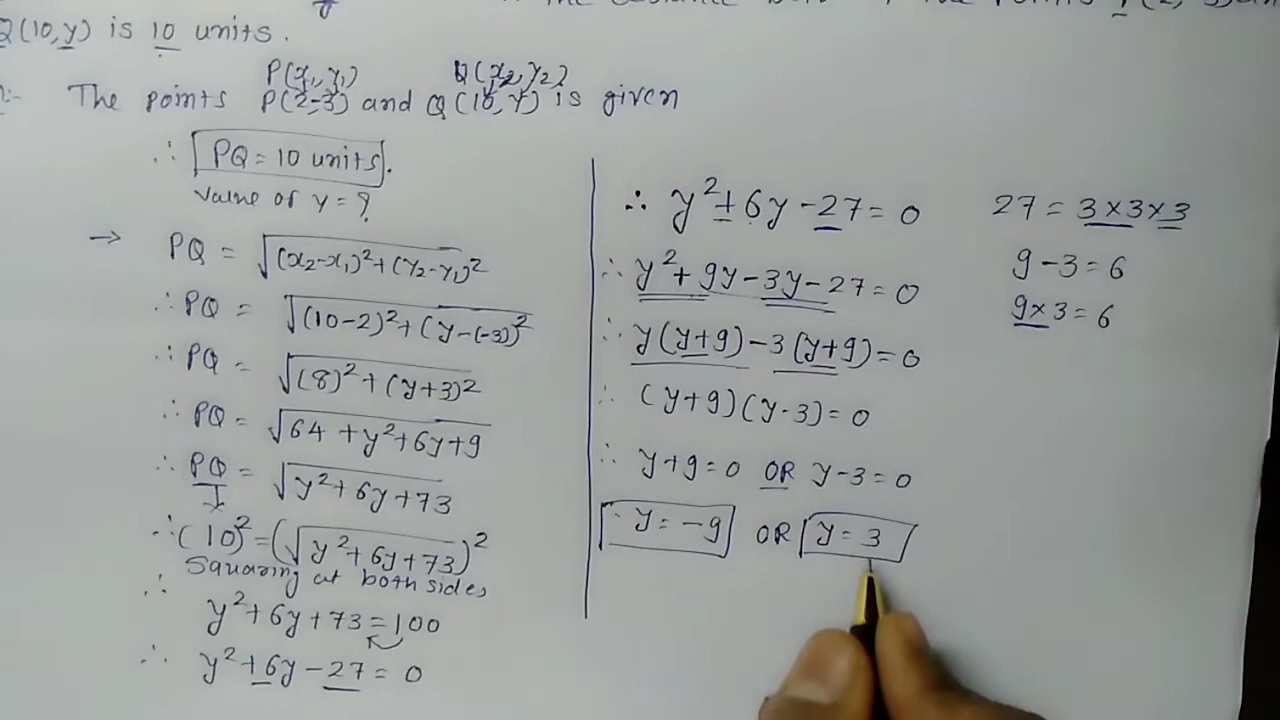 Q(10,y) is 10 units.
P(x₁,y₁) Q(x₂,y₂)
The points P(2-3) and Q(10,Y) is given
∴ PQ = 10 units.
Value of y = ?
→ PQ = √(x₂-x₁)²+(y₂-y₁)²
∴ PQ = √(10-2)²+(y-(-3))²
∴ PQ = √(8)²+(y+3)²
∴ PQ = √64+y²+6y+9
∴ PQ = √y²+6y+73
∴ (10)² = (√y²+6y+73)²
Squaring at both sides
∴ y²+6y+73 = 100
∴ y²+6y-27 = 0
∴ y²+6y-27 = 0
∴ y²+9y-3y-27 = 0
∴ y(y+9)-3(y+9) = 0
∴ (y+9)(y-3) = 0
∴ y+9=0 OR y-3=0
∴ y = -9 OR y = 3
27 = 3×3×3
9-3=6
9×3=6